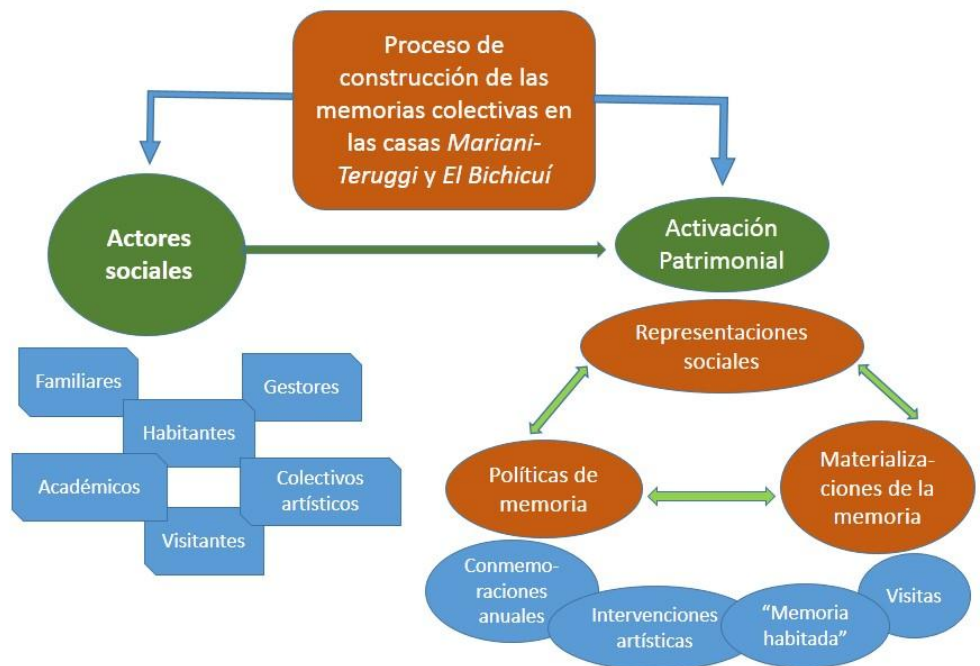 Proceso de
construcción de las
memorias colectivas en
las casas Mariani-
Teruggi y El Bichicuí
Actores
sociales
Activación
Patrimonial
Familiares
Gestores
Habitantes
Académicos
Colectivos
artísticos
Visitantes
Representaciones
sociales
Políticas de
memoria
Materializa-
ciones de la
memoria
Conmemo-
raciones
anuales
Intervenciones
artísticas
“Memoria
habitada”
Visitas